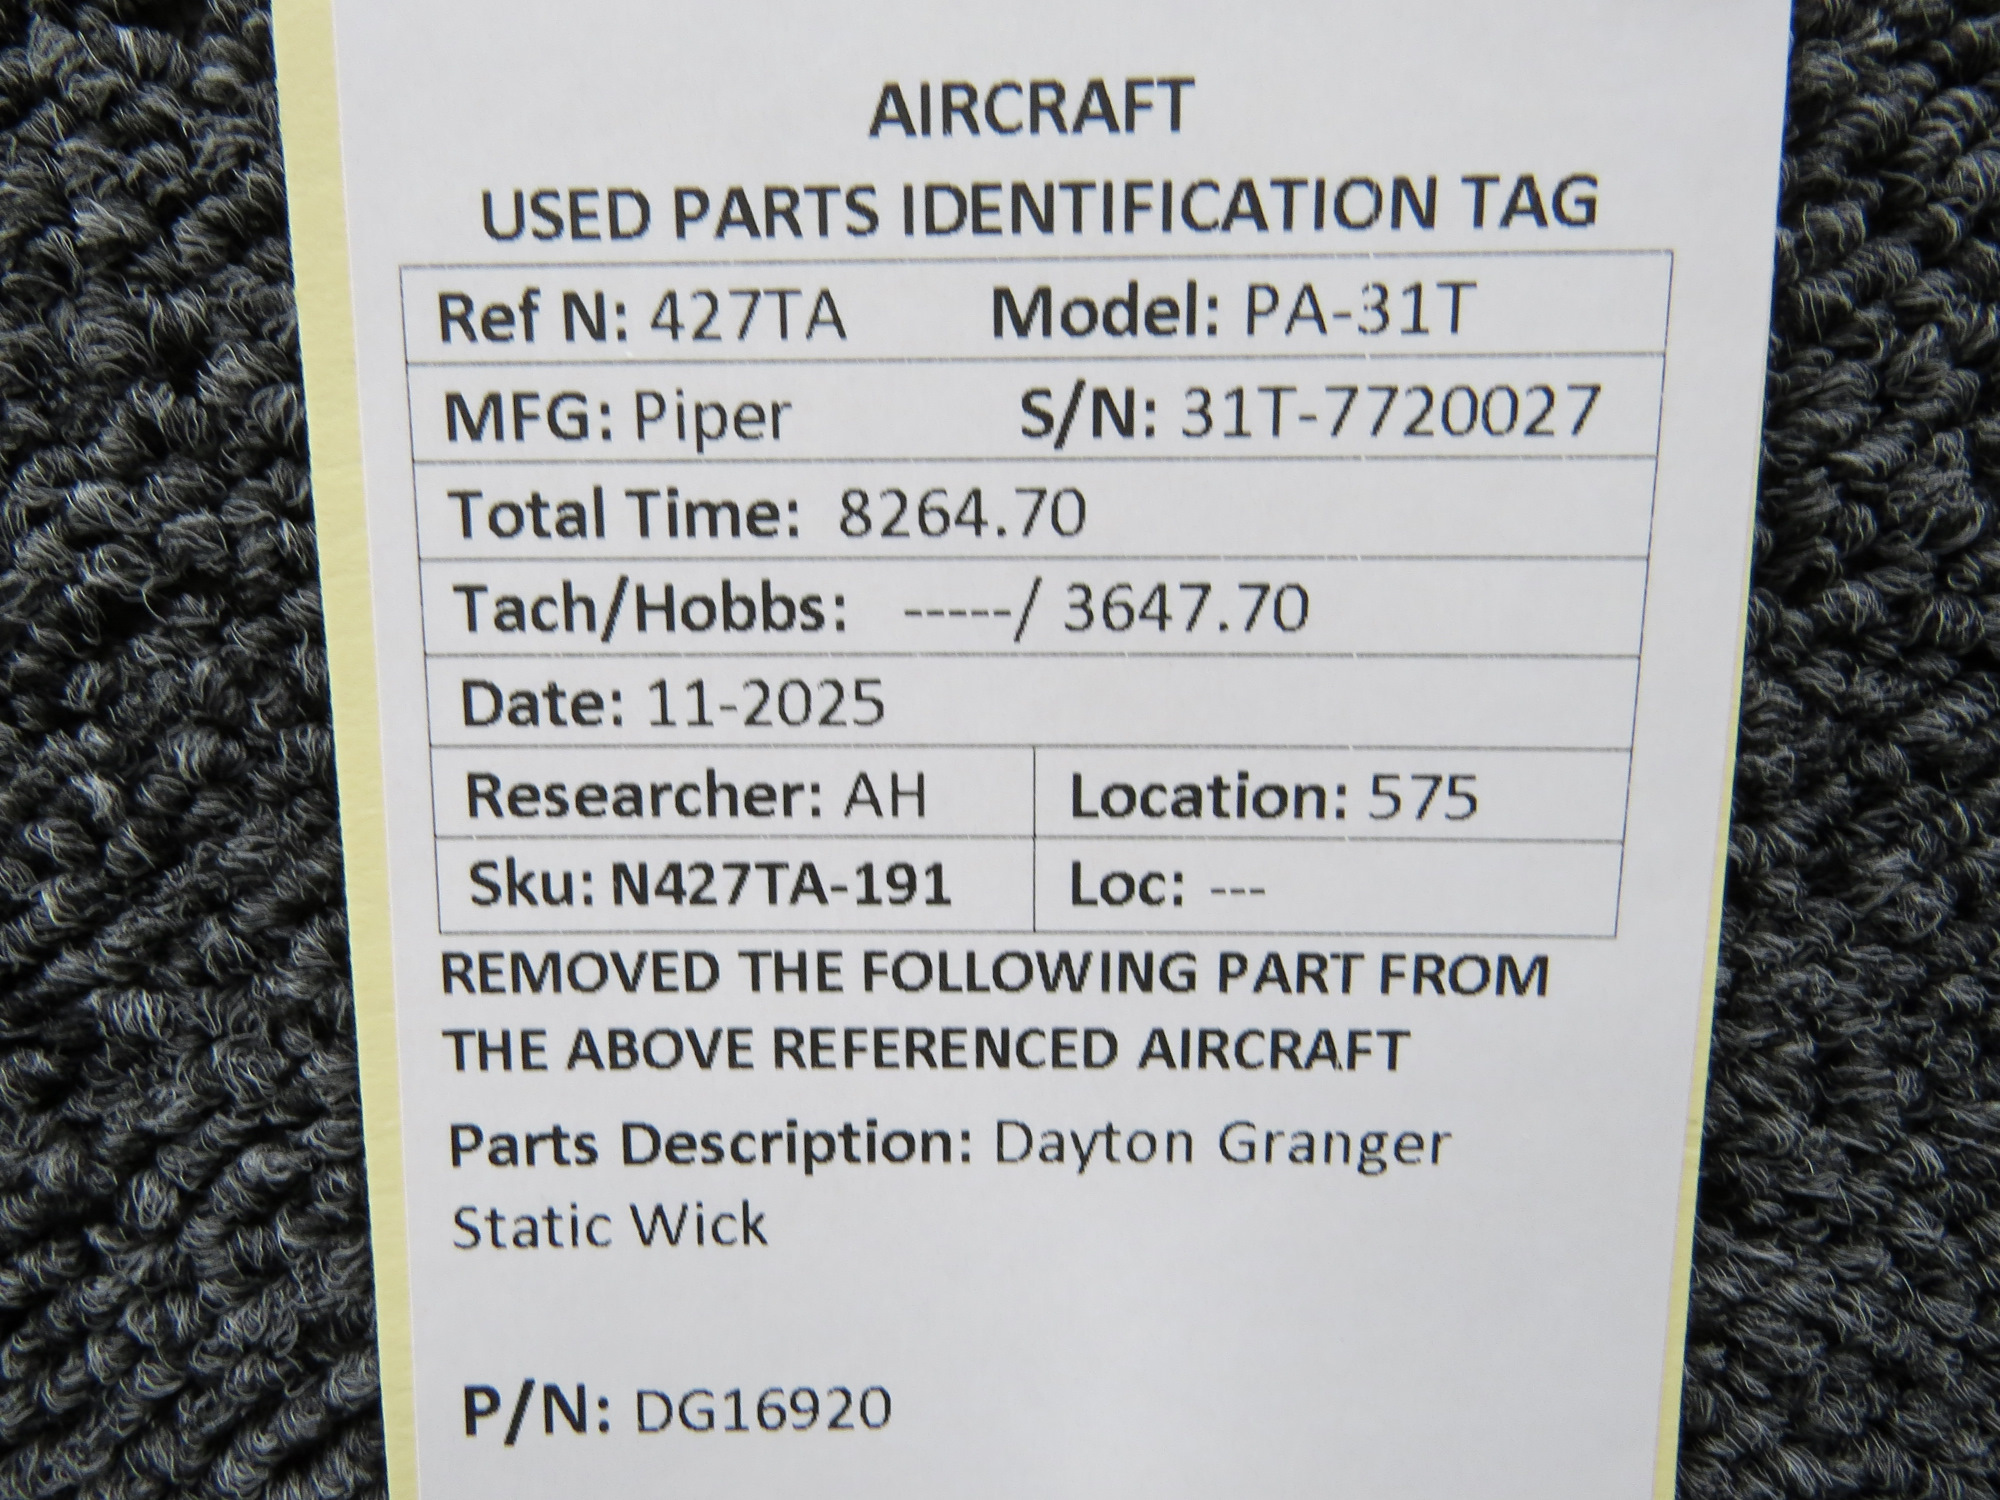 AIRCRAFT
USED PARTS IDENTIFICATION TAG
Ref N: 427TA Model: PA-31T
MFG: Piper S/N: 31T-7720027
Total Time: 8264.70
Tach/Hobbs: -----/ 3647.70
Date: 11-2025
Researcher: AH Location: 575
Sku: N427TA-191 Loc: ---
REMOVED THE FOLLOWING PART FROM
THE ABOVE REFERENCED AIRCRAFT
Parts Description: Dayton Granger
Static Wick
P/N: DG16920